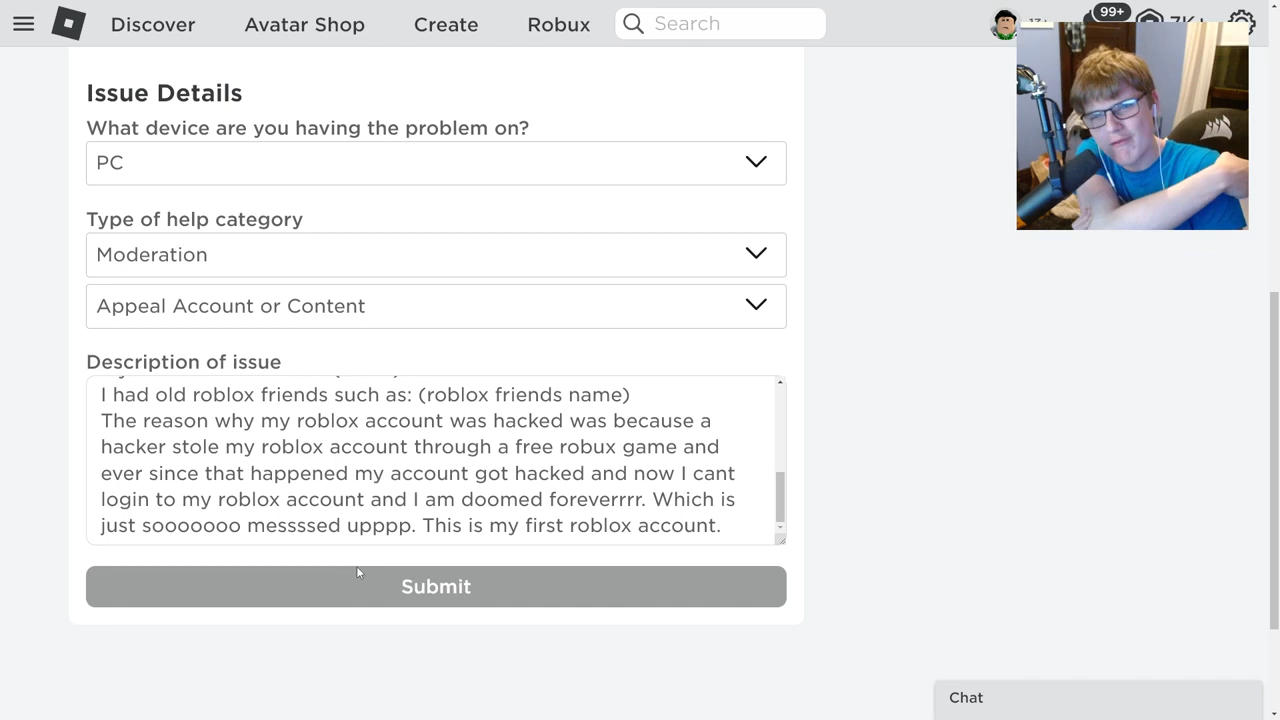 Discover Avatar Shop Create Robux Search 13+ 99+ 7K+
Issue Details
What device are you having the problem on?
PC
Type of help category
Moderation
Appeal Account or Content
Description of issue
I had old roblox friends such as: (roblox friends name)
The reason why my roblox account was hacked was because a
hacker stole my roblox account through a free robux game and
ever since that happened my account got hacked and now I cant
login to my roblox account and I am doomed foreverrrr. Which is
just sooooooo messssed upppp. This is my first roblox account.
Submit
Chat